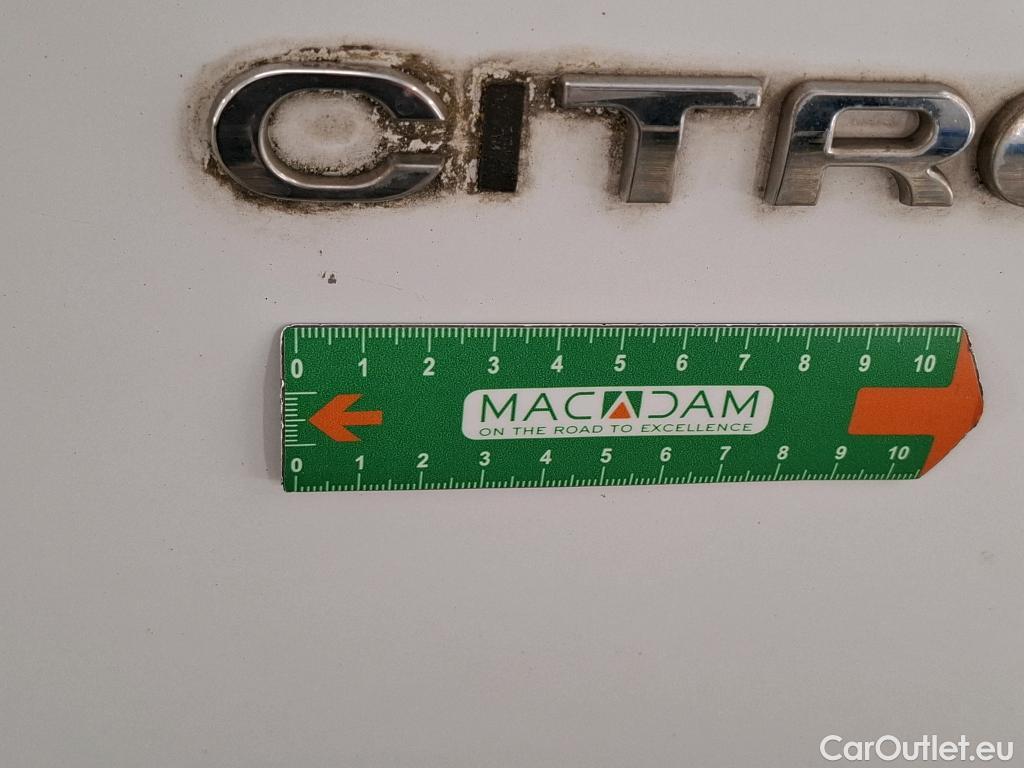 CITRO
0 1 2 3 4 5 6 7 8 9 10
MACADAM
ON THE ROAD TO EXCELLENCE
0 1 2 3 4 5 6 7 8 9 10
CarOutlet.eu